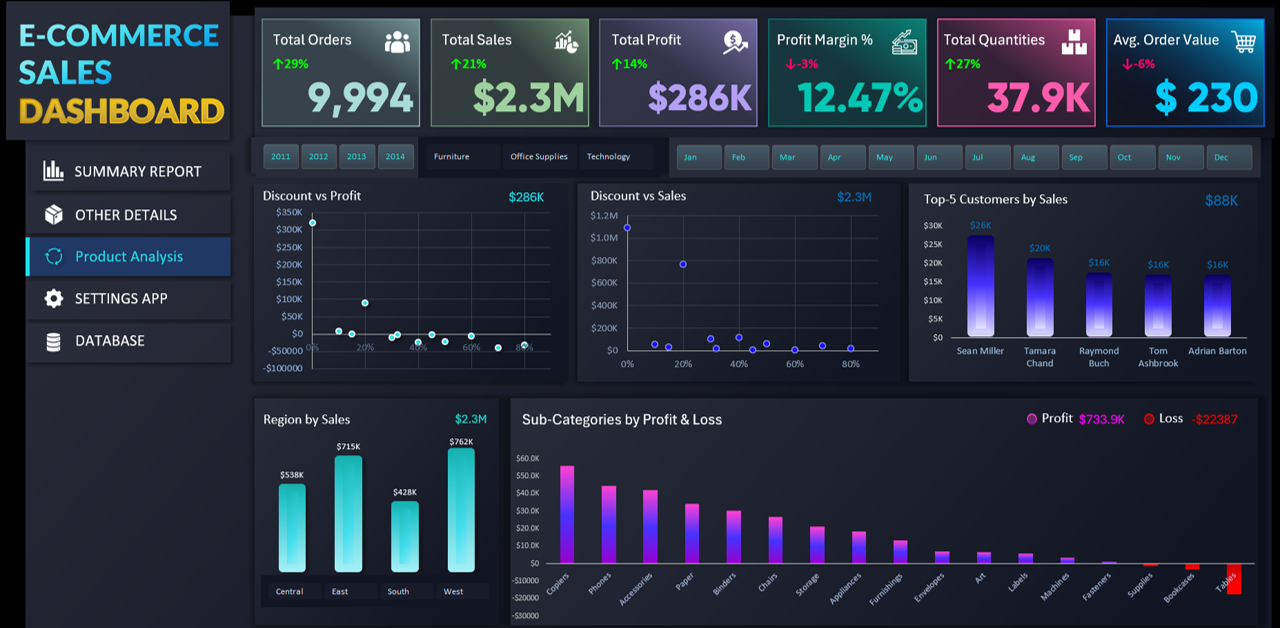 E-COMMERCE
SALES
DASHBOARD
SUMMARY REPORT
OTHER DETAILS
Product Analysis
SETTINGS APP
DATABASE
Total Orders
↑29%
9,994
Total Sales
↑21%
$2.3M
Total Profit
↑14%
$286K
Profit Margin %
↓-3%
12.47%
Total Quantities
↑27%
37.9K
Avg. Order Value
↓-6%
$ 230
2011 2012 2013 2014
Furniture Office Supplies Technology
Jan Feb Mar Apr May Jun Jul Aug Sep Oct Nov Dec
Discount vs Profit $286K
$350K
$300K
$250K
$200K
$150K
$100K
$50K
$0
-$50000
-$100000
0% 20% 40% 60% 80%
Discount vs Sales $2.3M
$1.2M
$1.0M
$800K
$600K
$400K
$200K
$0
0% 20% 40% 60% 80%
Top-5 Customers by Sales $88K
$30K
$25K
$20K
$15K
$10K
$5K
$0
$26K $20K $16K $16K $16K
Sean Miller
Tamara
Chand
Raymond
Buch
Tom
Ashbrook
Adrian Barton
Region by Sales $2.3M
$538K $715K $428K $762K
Central East South West
Sub-Categories by Profit & Loss
Profit $733.9K Loss -$22387
$60.0K
$50.0K
$40.0K
$30.0K
$20.0K
$10.0K
$0
-$10000
-$20000
-$30000
Copiers
Phones
Accessories
Paper
Binders
Chairs
Storage
Appliances
Furnishings
Envelopes
Art
Labels
Machines
Fasteners
Supplies
Bookcases
Tables